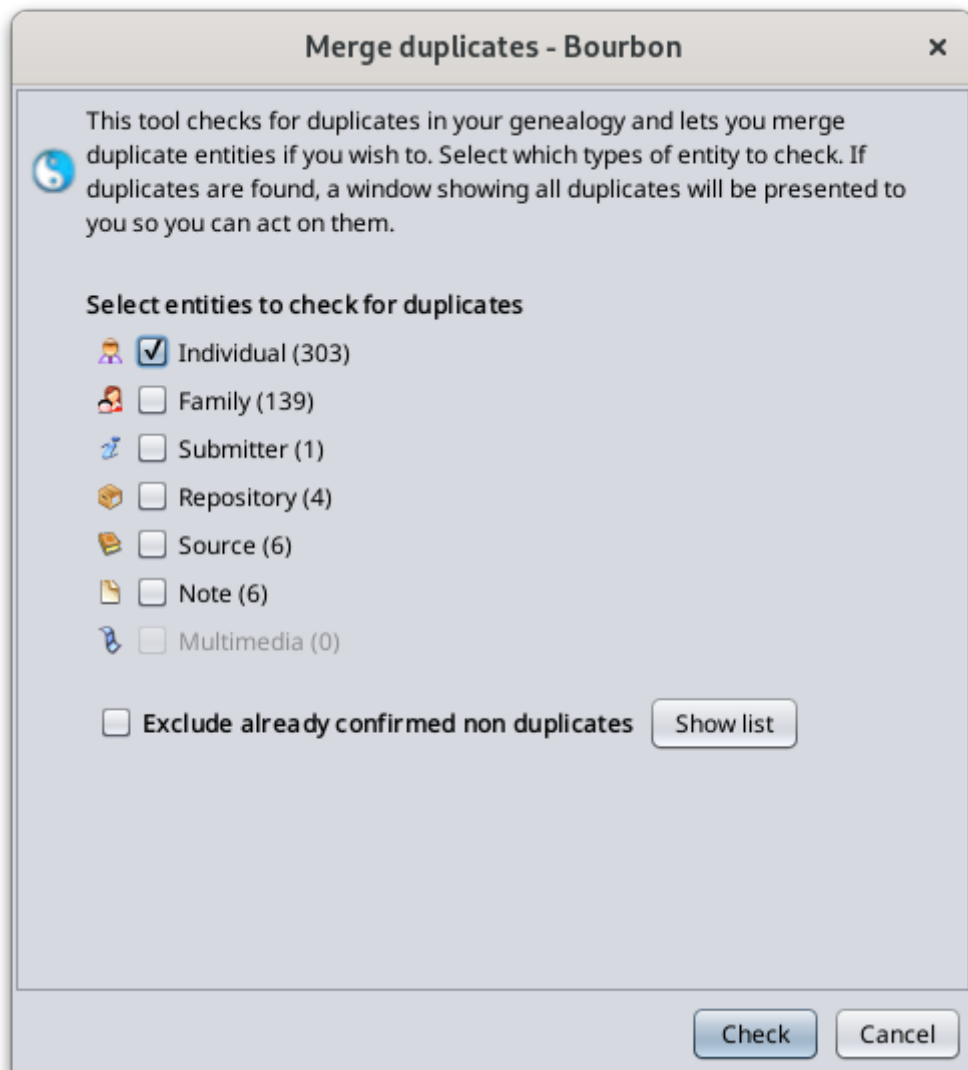 Merge duplicates - Bourbon
This tool checks for duplicates in your genealogy and lets you merge
duplicate entities if you wish to. Select which types of entity to check. If
duplicates are found, a window showing all duplicates will be presented to
you so you can act on them.
Select entities to check for duplicates
Individual (303)
Family (139)
Submitter (1)
Repository (4)
Source (6)
Note (6)
Multimedia (0)
Exclude already confirmed non duplicates Show list
Check Cancel